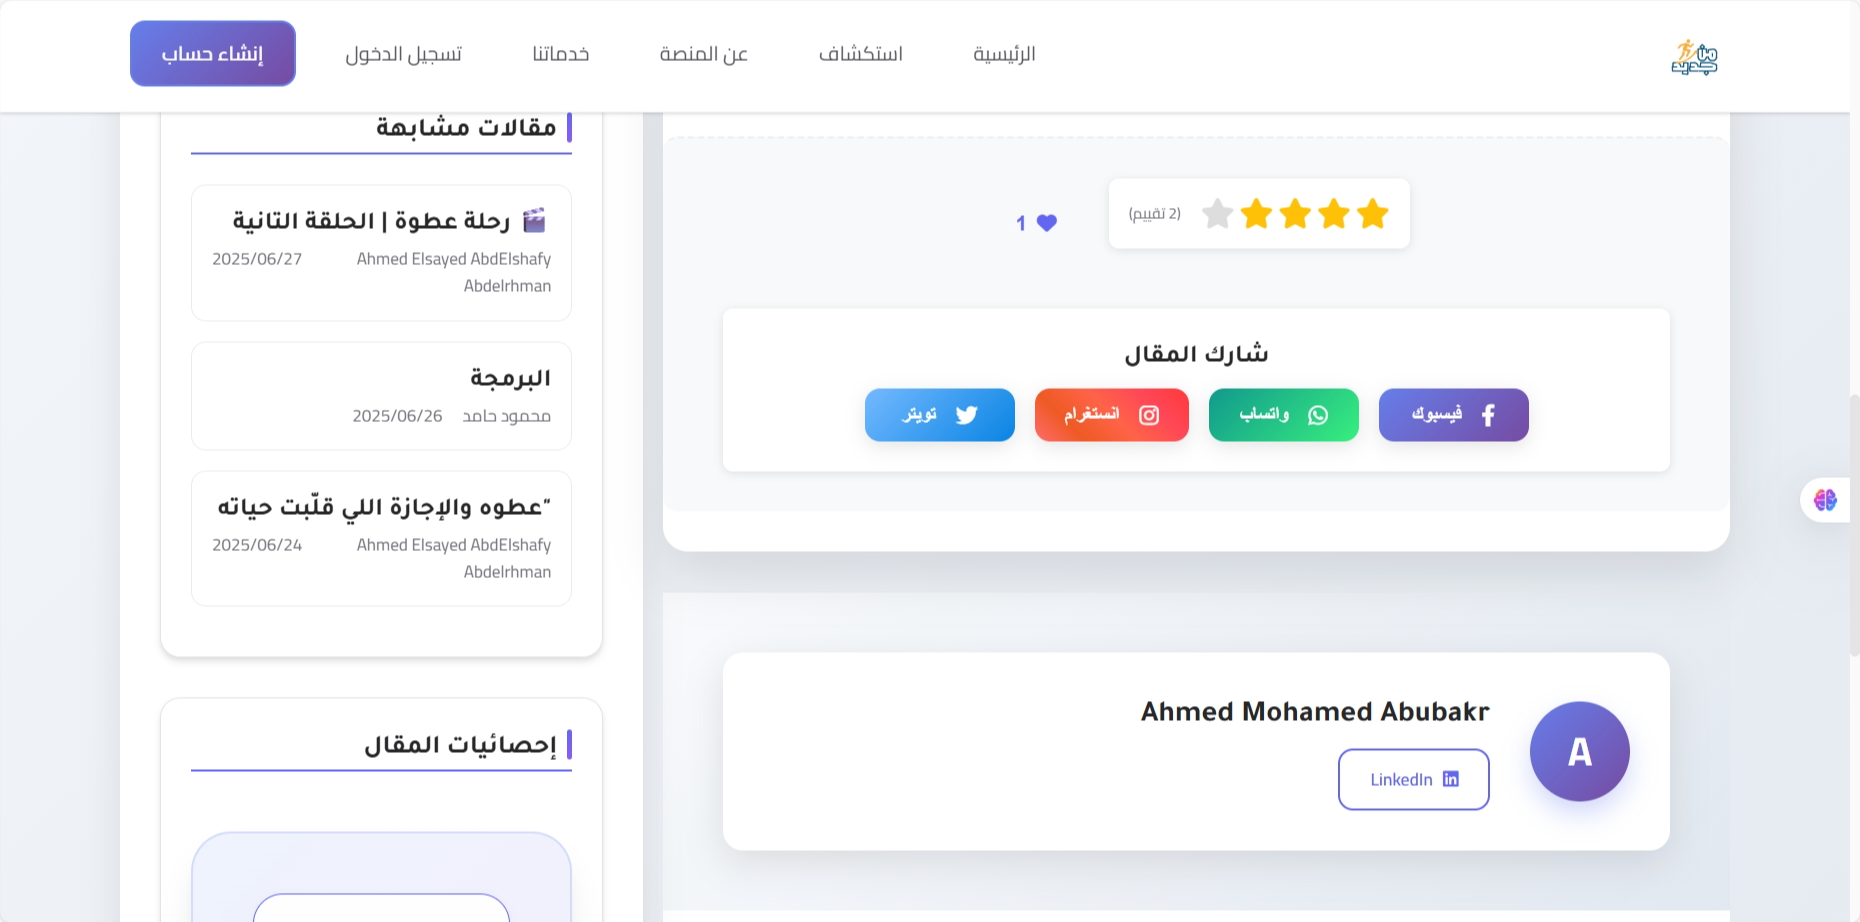 من جديد
الرئيسية
استكشاف
عن المنصة
خدماتنا
تسجيل الدخول
إنشاء حساب
(2 تقييم)
1
شارك المقال
فيسبوك
واتساب
انستغرام
تويتر
Ahmed Mohamed Abubakr
LinkedIn
A
مقالات مشابهة
🎬 رحلة عطوة | الحلقة التانية
Ahmed Elsayed AbdElshafy 2025/06/27
Abdelrhman
البرمجة
محمود حامد 2025/06/26
"عطوه والإجازة اللي قلّبت حياته
Ahmed Elsayed AbdElshafy 2025/06/24
Abdelrhman
إحصائيات المقال